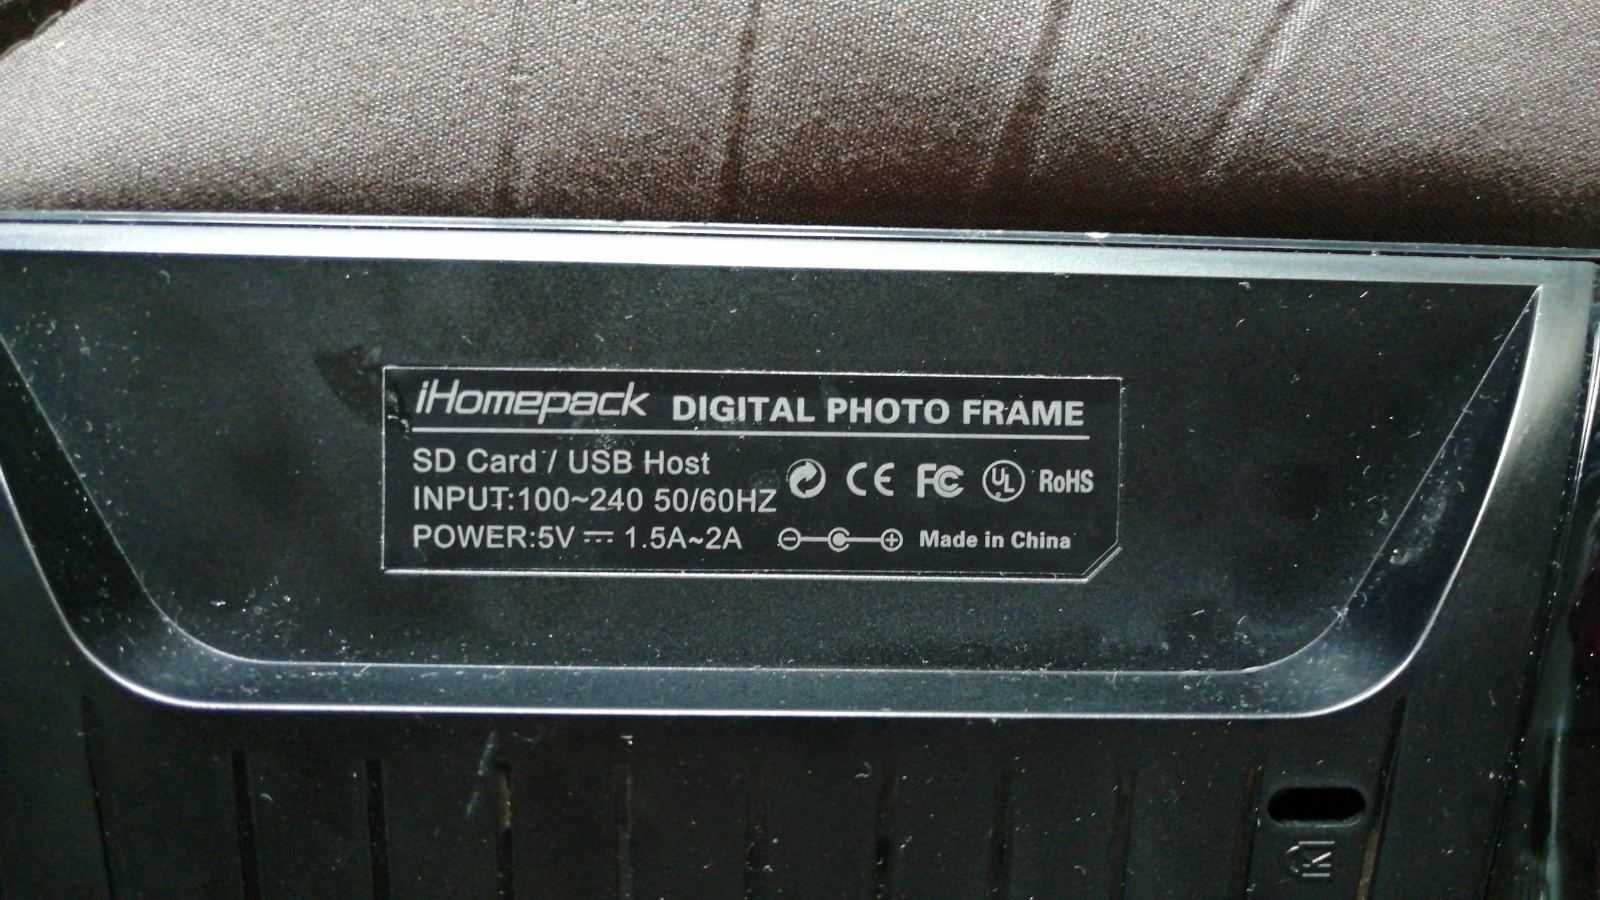 iHomepack DIGITAL PHOTO FRAME
SD Card / USB Host
INPUT:100~240 50/60HZ
CE FC UL RoHS
POWER:5V ⎓ 1.5A~2A
Made in China